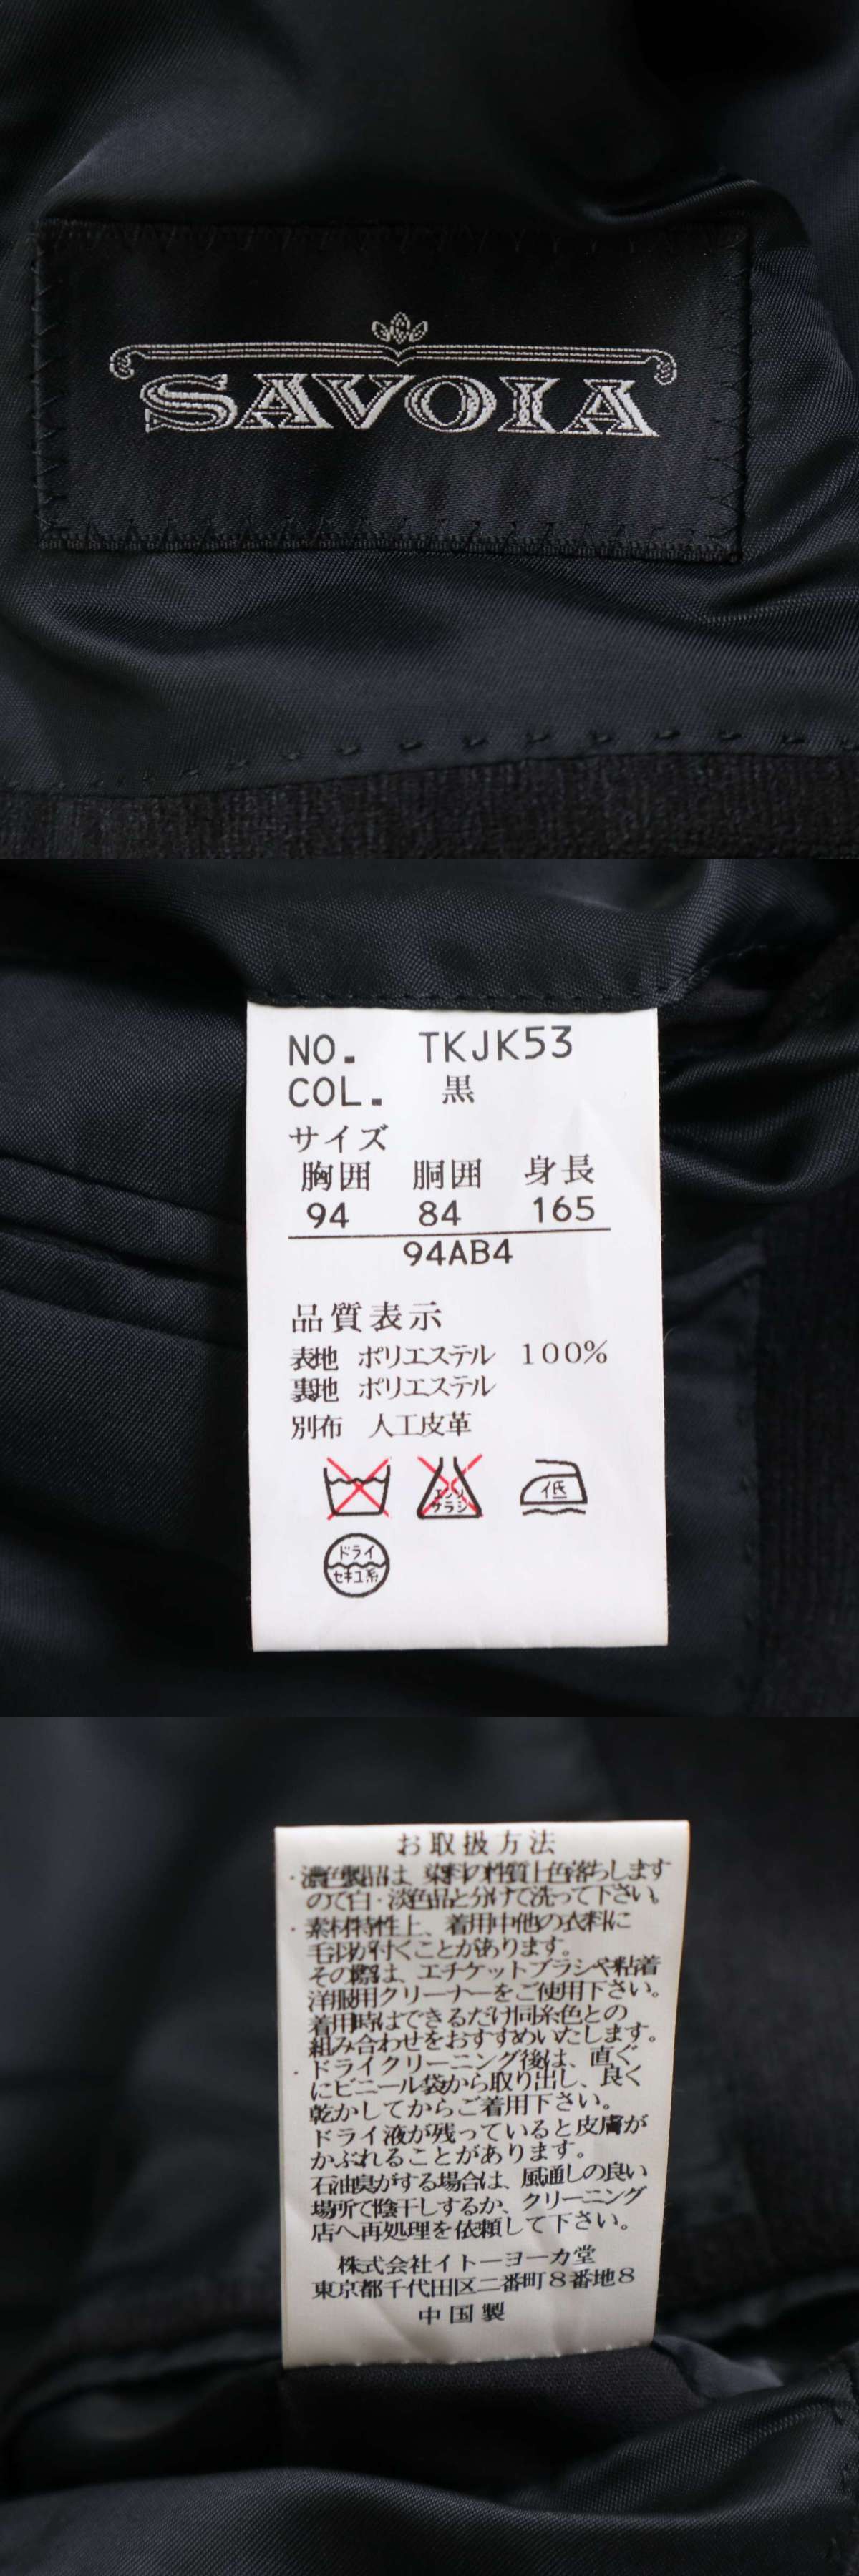 SAVOIA
NO. TKJK53
COL. 黒
サイズ
胸囲 胴囲 身長
94 84 165
94AB4
品質表示
表地 ポリエステル 100%
裏地 ポリエステル
別布 人工皮革
エンソサラシ
低
ドライ
セキユ系
お取扱方法
・濃色製品は、染料の性質上色落ちします
ので白・淡色品と分けて洗って下さい。
・素材特性上、着用中他の衣料に
毛羽が付くことがあります。
その際は、エチケットブラシや粘着
洋服用クリーナーをご使用下さい。
着用時はできるだけ同系色との
組み合わせをおすすめいたします。
・ドライクリーニング後は、直ぐ
にビニール袋から取り出し、良く
乾かしてからご着用下さい。
ドライ液が残っていると皮膚が
かぶれることがあります。
石油臭がする場合は、風通しの良い
場所で陰干しするか、クリーニング
店へ再処理を依頼して下さい。
株式会社イトーヨーカ堂
東京都千代田区二番町8番地8
中国製